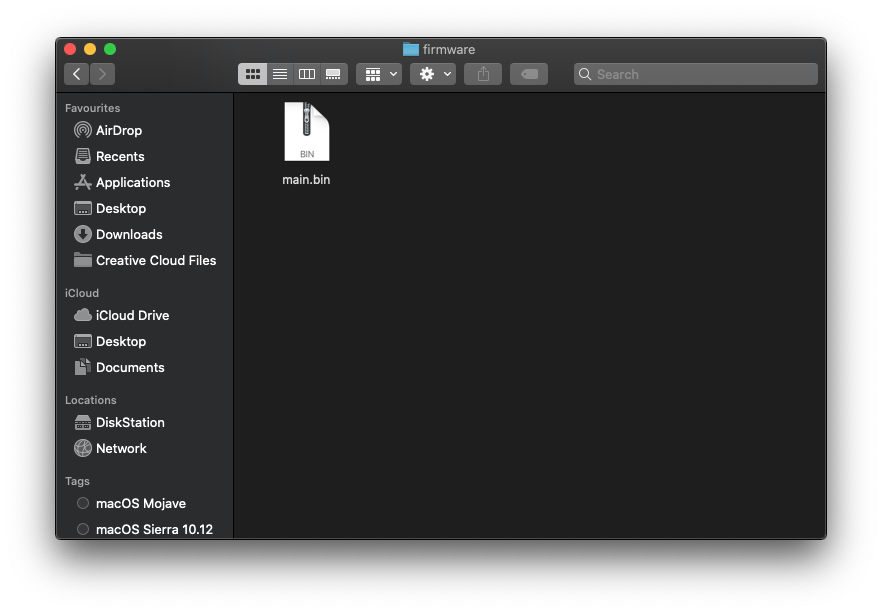 firmware
Search
Favourites
AirDrop
Recents
Applications
Desktop
Downloads
Creative Cloud Files
iCloud
iCloud Drive
Desktop
Documents
Locations
DiskStation
Network
Tags
macOS Mojave
macOS Sierra 10.12
BIN
main.bin